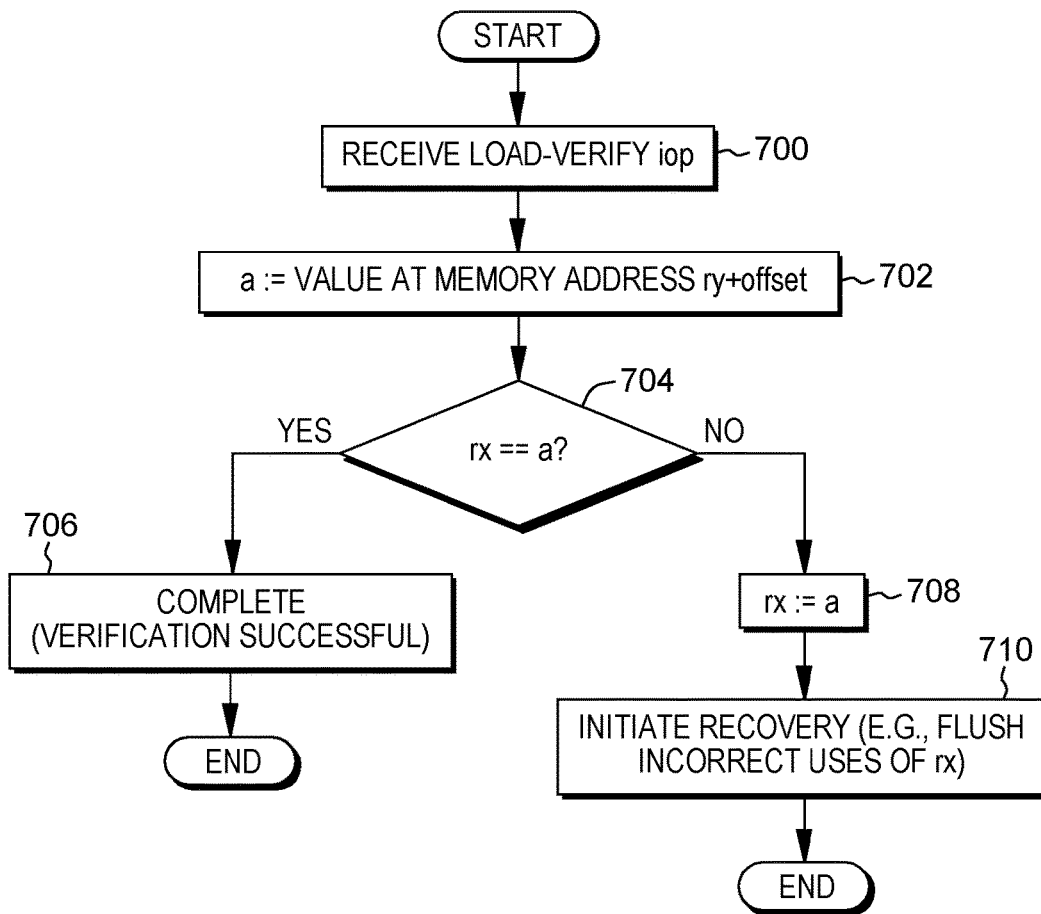 START
RECEIVE LOAD-VERIFY iop
700
a := VALUE AT MEMORY ADDRESS ry+offset
702
704
YES
rx == a?
NO
706
COMPLETE
(VERIFICATION SUCCESSFUL)
rx := a
708
710
END
INITIATE RECOVERY (E.G., FLUSH
INCORRECT USES OF rx)
END